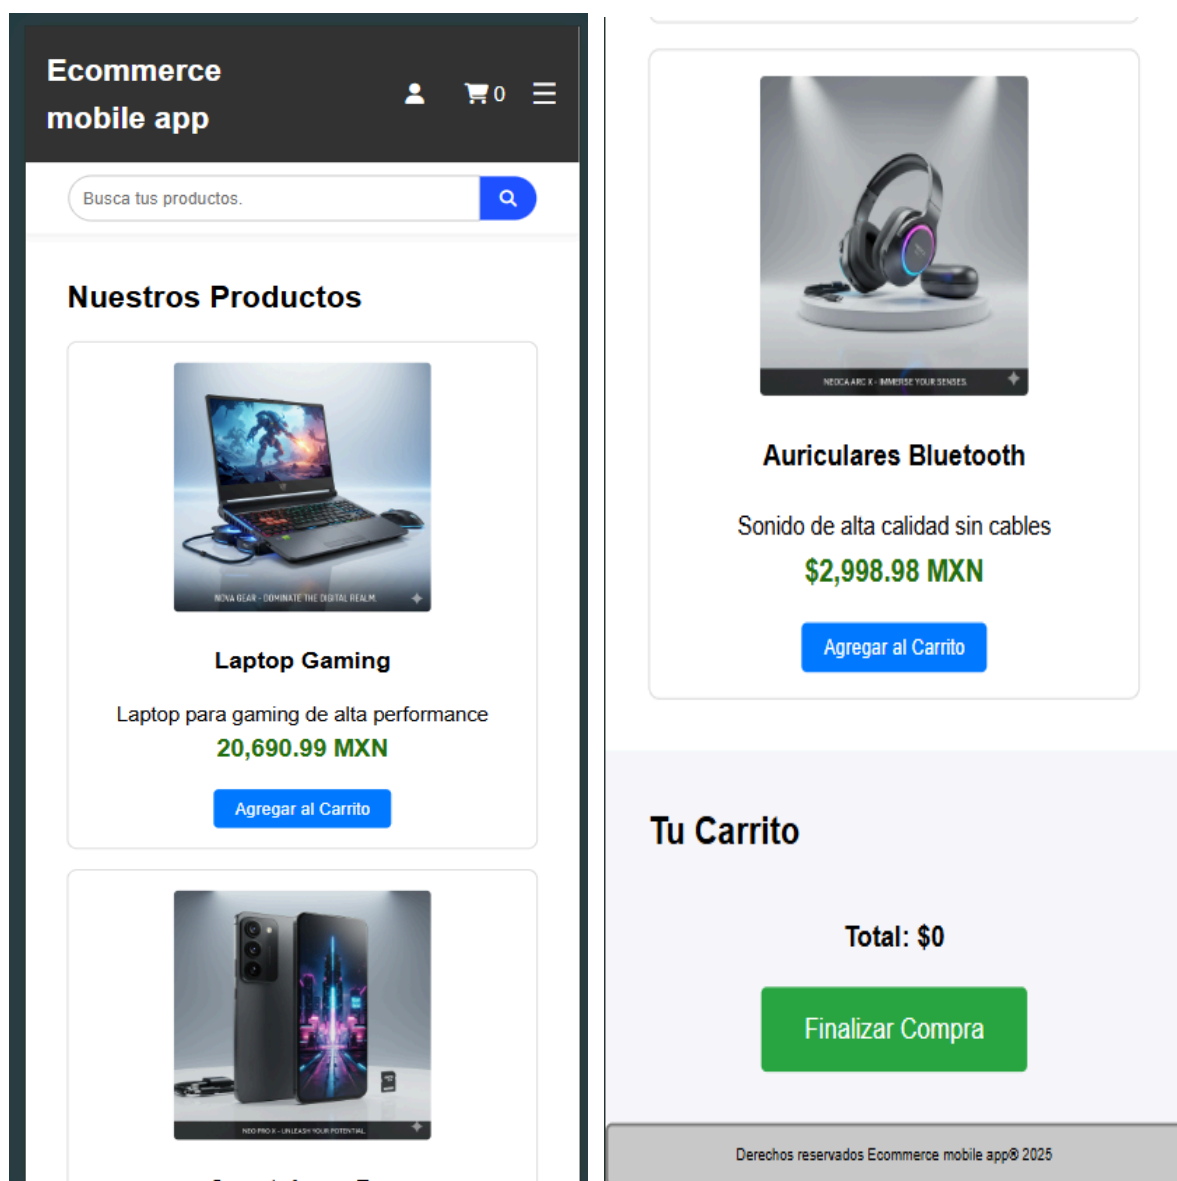 Ecommerce
mobile app
0
Busca tus productos.
Nuestros Productos
NOVA GEAR - DOMINATE THE DIGITAL REALM.
Laptop Gaming
Laptop para gaming de alta performance
20,690.99 MXN
Agregar al Carrito
NEO PRO X - UNLEASH YOUR POTENTIAL.
NEOCA ARC X - IMMERSE YOUR SENSES.
Auriculares Bluetooth
Sonido de alta calidad sin cables
$2,998.98 MXN
Agregar al Carrito
Tu Carrito
Total: $0
Finalizar Compra
Derechos reservados Ecommerce mobile app® 2025